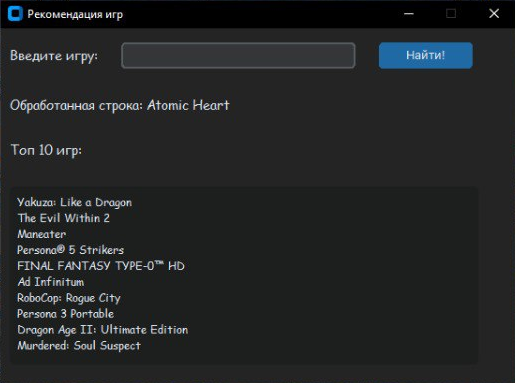 Рекомендация игр
Введите игру:
Найти!
Обработанная строка: Atomic Heart
Топ 10 игр:
Yakuza: Like a Dragon
The Evil Within 2
Maneater
Persona® 5 Strikers
FINAL FANTASY TYPE-0™ HD
Ad Infinitum
RoboCop: Rogue City
Persona 3 Portable
Dragon Age II: Ultimate Edition
Murdered: Soul Suspect